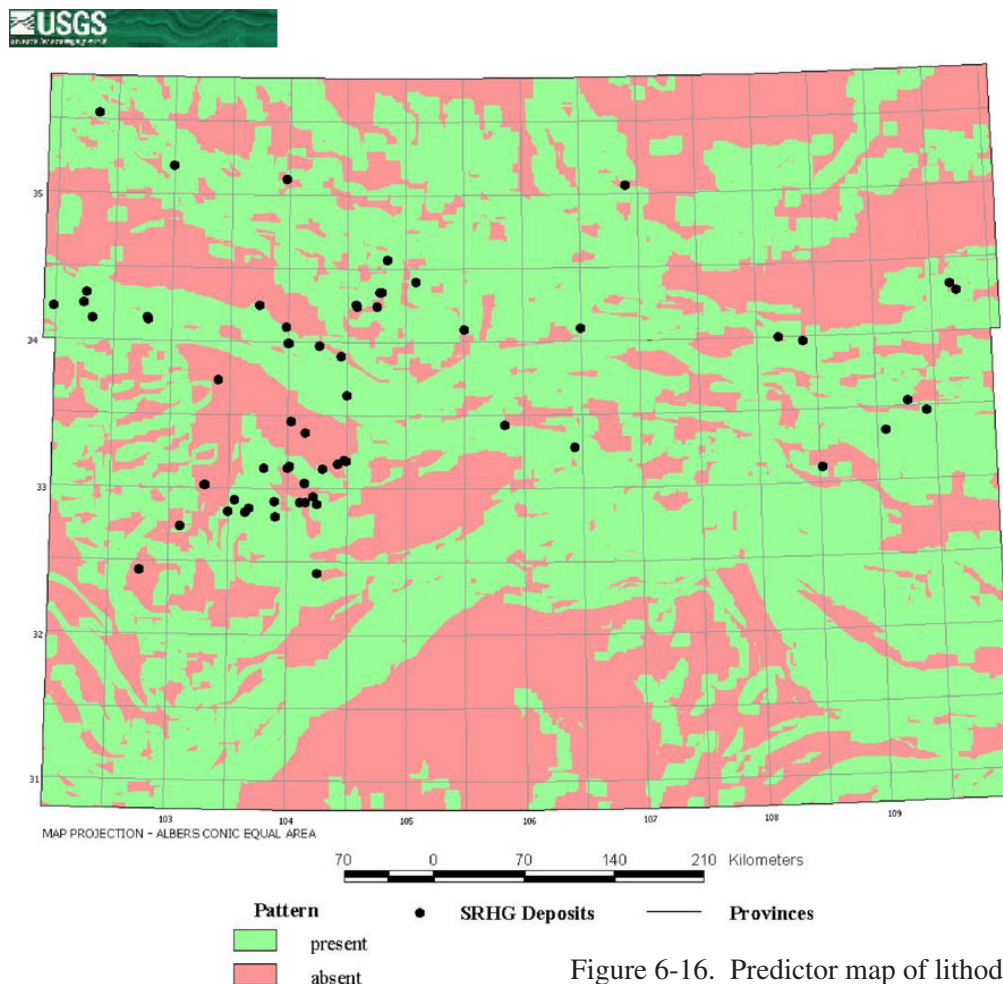 USGS
35
34
33
32
31
103 104 105 106 107 108 109
MAP PROJECTION - ALBERS CONIC EQUAL AREA
70 0 70 140 210 Kilometers
Pattern
SRHG Deposits
Provinces
present
absent
Figure 6-16. Predictor map of lithod